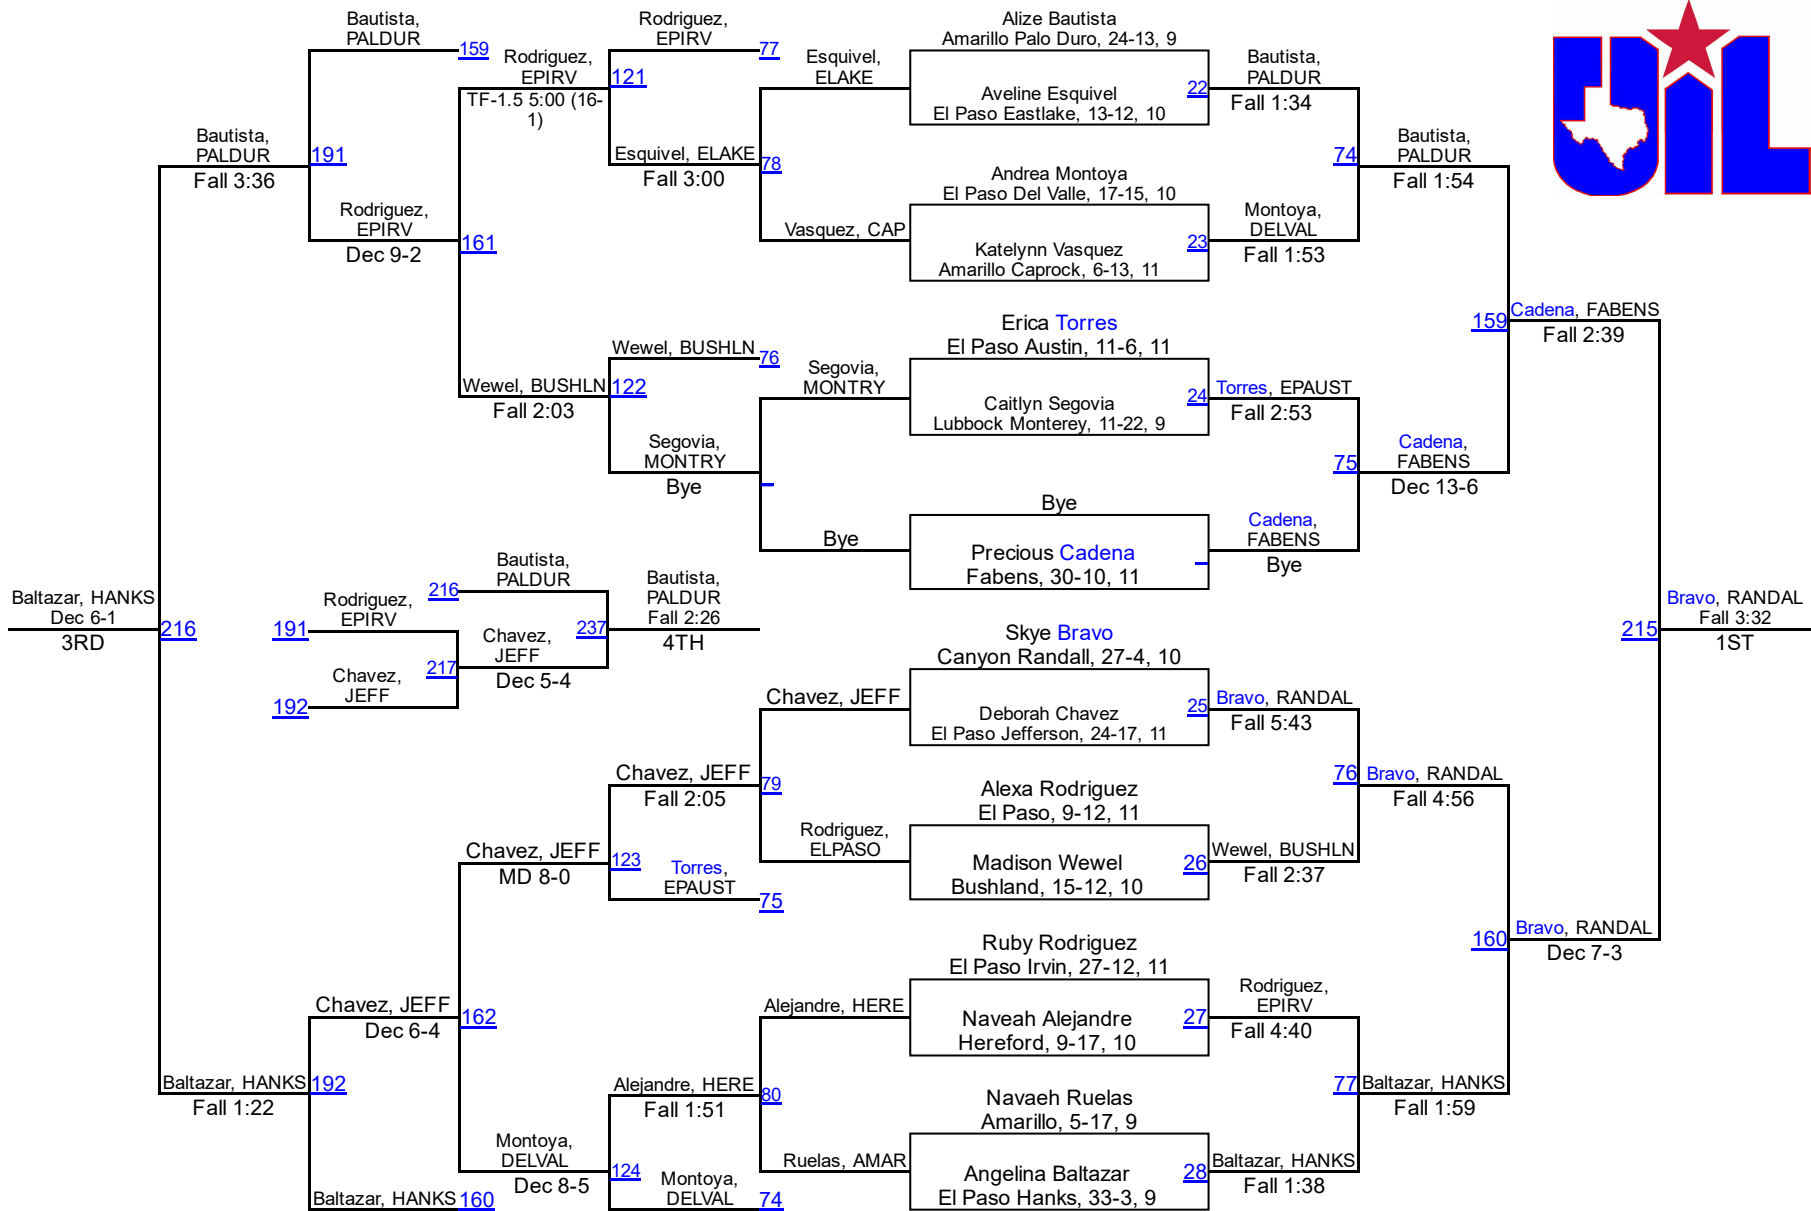 Bautista,
PALDUR
159
Rodriguez,
EPIRV
TF-1.5 5:00 (16-
1)
Rodriguez,
EPIRV
77
121
Esquivel, ELAKE
Fall 3:00
78
Esquivel,
ELAKE
Vasquez, CAP
Alize Bautista
Amarillo Palo Duro, 24-13, 9
Aveline Esquivel
El Paso Eastlake, 13-12, 10
22
Bautista,
PALDUR
Fall 1:34
Andrea Montoya
El Paso Del Valle, 17-15, 10
Katelynn Vasquez
Amarillo Caprock, 6-13, 11
23
Montoya,
DELVAL
Fall 1:53
74
Bautista,
PALDUR
Fall 1:54
UIL
Bautista,
PALDUR
Fall 3:36
191
Rodriguez,
EPIRV
Dec 9-2
161
Wewel, BUSHLN
76
Wewel, BUSHLN
Fall 2:03
122
Segovia,
MONTRY
Bye
Segovia,
MONTRY
Bye
Erica Torres
El Paso Austin, 11-6, 11
Caitlyn Segovia
Lubbock Monterey, 11-22, 9
24
Torres, EPAUST
Fall 2:53
Bye
Precious Cadena
Fabens, 30-10, 11
Cadena,
FABENS
Bye
75
Cadena,
FABENS
Dec 13-6
159
Cadena, FABENS
Fall 2:39
Baltazar, HANKS
Dec 6-1
3RD
216
191
Rodriguez,
EPIRV
192
Chavez,
JEFF
217
Chavez,
JEFF
Dec 5-4
216
Bautista,
PALDUR
237
Bautista,
PALDUR
Fall 2:26
4TH
215
Bravo, RANDAL
Fall 3:32
1ST
Skye Bravo
Canyon Randall, 27-4, 10
Deborah Chavez
El Paso Jefferson, 24-17, 11
25
Bravo, RANDAL
Fall 5:43
Chavez, JEFF
Chavez, JEFF
Fall 2:05
79
Rodriguez,
ELPASO
Alexa Rodriguez
El Paso, 9-12, 11
Madison Wewel
Bushland, 15-12, 10
26
Wewel, BUSHLN
Fall 2:37
76
Bravo, RANDAL
Fall 4:56
Chavez, JEFF
MD 8-0
123
Torres,
EPAUST
75
160
Bravo, RANDAL
Dec 7-3
Ruby Rodriguez
El Paso Irvin, 27-12, 11
Naveah Alejandre
Hereford, 9-17, 10
27
Rodriguez,
EPIRV
Fall 4:40
Alejandre, HERE
Chavez, JEFF
Dec 6-4
162
Baltazar, HANKS
Fall 1:22
192
Alejandre, HERE
Fall 1:51
80
Ruelas, AMAR
Navaeh Ruelas
Amarillo, 5-17, 9
Angelina Baltazar
El Paso Hanks, 33-3, 9
28
Baltazar, HANKS
Fall 1:38
77
Baltazar, HANKS
Fall 1:59
Montoya,
DELVAL
Dec 8-5
124
Montoya,
DELVAL
74
Baltazar, HANKS
160